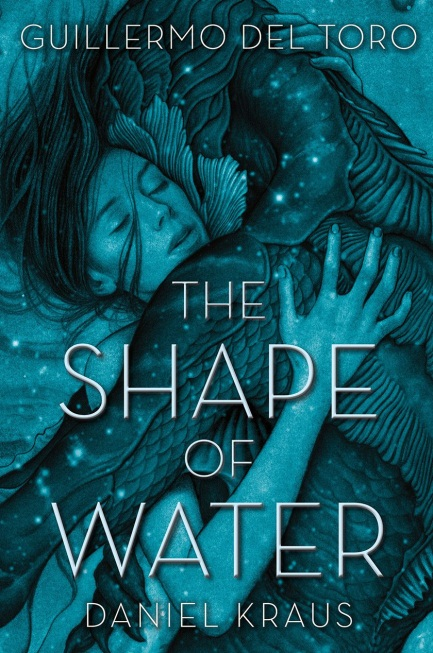 GUILLERMO DEL TORO
THE
SHAPE
OF
WATER
DANIEL KRAUS